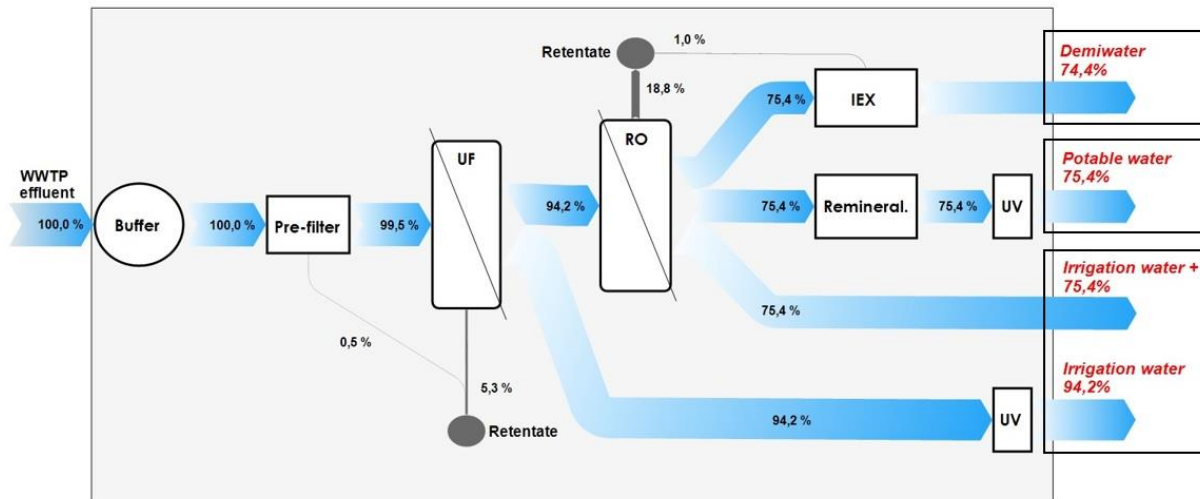 Retentate
1,0 %
Demiwater
74,4%
18,8 %
75,4 %
IEX
RO
UF
WWTP
effluent
100,0 %
Buffer
100,0 %
Pre-filter
99,5 %
94,2 %
75,4 %
Remineral.
75,4 %
UV
Potable water
75,4%
Irrigation water +
75,4%
75,4 %
0,5 %
5,3 %
Retentate
94,2 %
UV
Irrigation water
94,2%